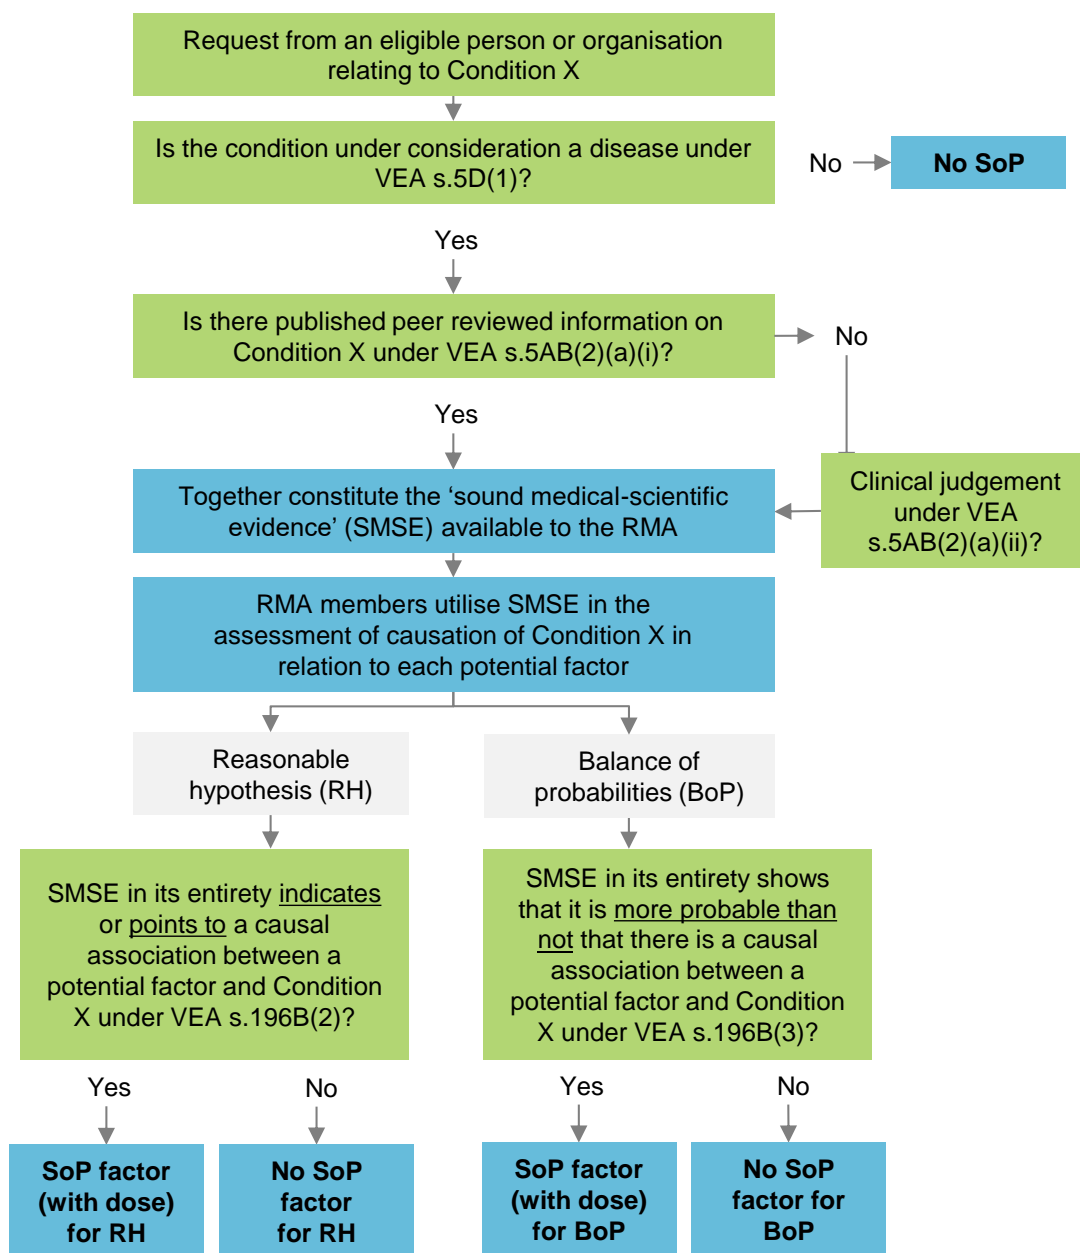 Request from an eligible person or organisation
relating to Condition X
Is the condition under consideration a disease under
VEA s.5D(1)?
No
No SoP
Yes
Is there published peer reviewed information on
Condition X under VEA s.5AB(2)(a)(i)?
No
Yes
Together constitute the ‘sound medical-scientific
evidence’ (SMSE) available to the RMA
Clinical judgement
under VEA
s.5AB(2)(a)(ii)?
RMA members utilise SMSE in the
assessment of causation of Condition X in
relation to each potential factor
Reasonable
hypothesis (RH)
Balance of
probabilities (BoP)
SMSE in its entirety indicates
or points to a causal
association between a
potential factor and Condition
X under VEA s.196B(2)?
SMSE in its entirety shows
that it is more probable than
not that there is a causal
association between a
potential factor and Condition
X under VEA s.196B(3)?
Yes
No
Yes
No
SoP factor
(with dose)
for RH
No SoP
factor
for RH
SoP factor
(with dose)
for BoP
No SoP
factor for
BoP